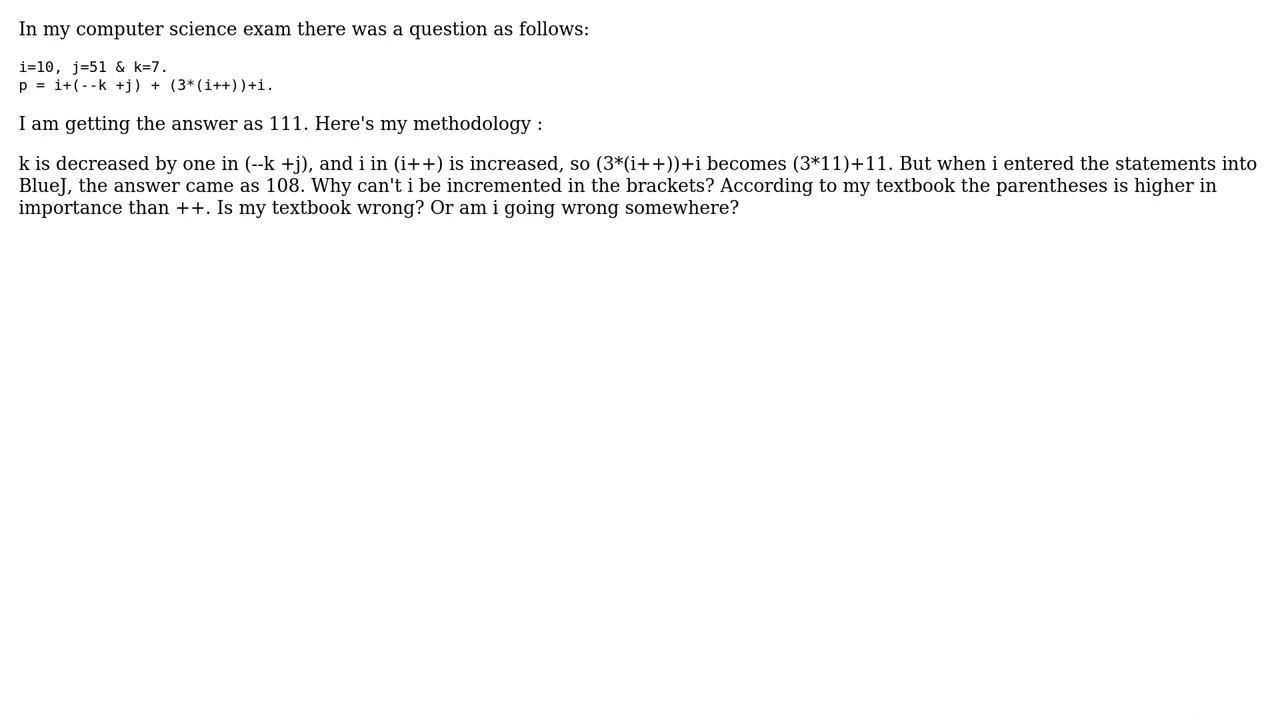 In my computer science exam there was a question as follows:
i=10, j=51 & k=7.
p = i+(--k +j) + (3*(i++))+i.
I am getting the answer as 111. Here's my methodology :
k is decreased by one in (--k +j), and i in (i++) is increased, so (3*(i++))+i becomes (3*11)+11. But when i entered the statements into
BlueJ, the answer came as 108. Why can't i be incremented in the brackets? According to my textbook the parentheses is higher in
importance than ++. Is my textbook wrong? Or am i going wrong somewhere?